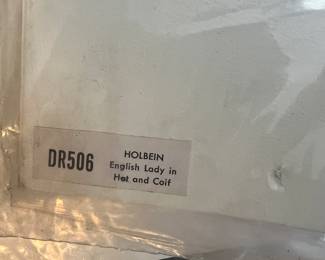 DR506
HOLBEIN
English Lady in
Hat and Coif